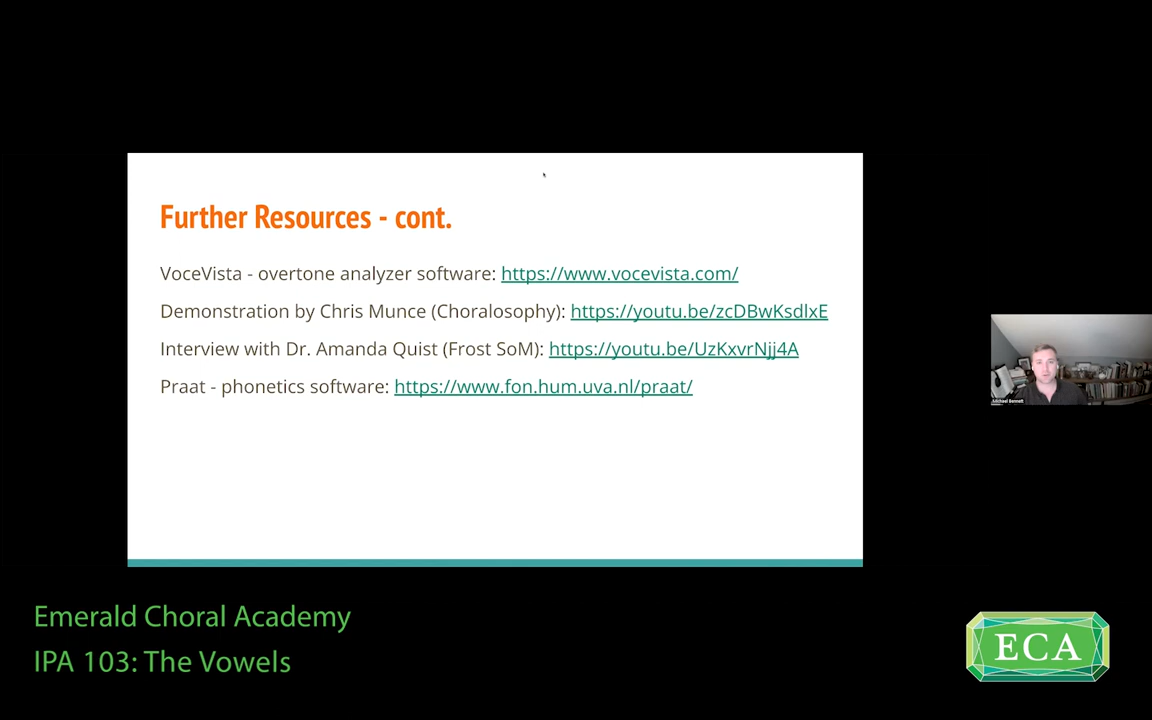 Further Resources - cont.
VoceVista - overtone analyzer software: https://www.vocevista.com/
Demonstration by Chris Munce (Choralosophy): https://youtu.be/zcDBwKsdlxE
Interview with Dr. Amanda Quist (Frost SoM): https://youtu.be/UzKxvrNjj4A
Praat - phonetics software: https://www.fon.hum.uva.nl/praat/
Michael Bennett
Emerald Choral Academy
IPA 103: The Vowels
ECA